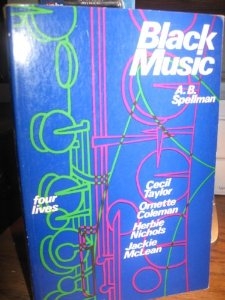 Black
Music
A. B.
Spellman
four
lives
Cecil
Taylor
Ornette
Coleman
Herbie
Nichols
Jackie
McLean